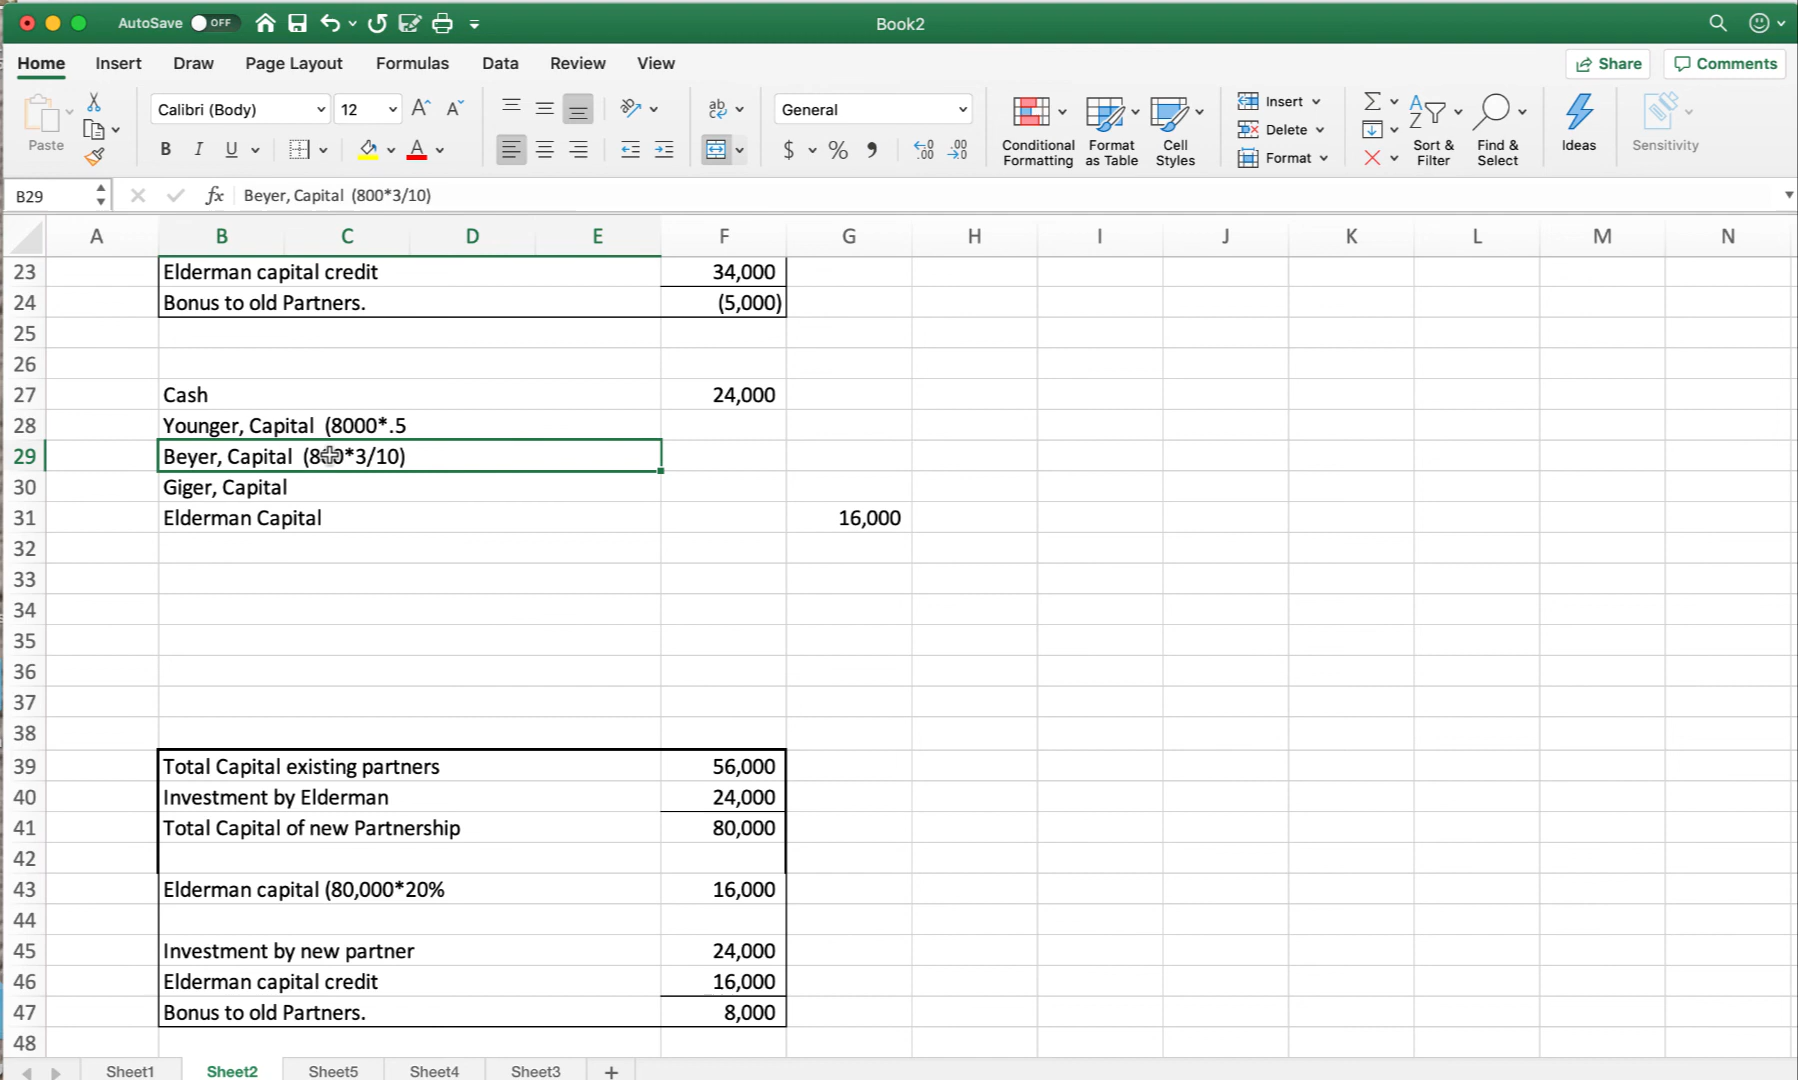 AutoSave OFF
Book2
Home Insert Draw Page Layout Formulas Data Review View Share Comments
Paste
Calibri (Body) 12
B I U
General
Conditional Formatting
Format as Table
Cell Styles
Insert
Delete
Format
Sort & Filter
Find & Select
Ideas
Sensitivity
B29 fx Beyer, Capital (800*3/10)
A B C D E F G H I J K L M N
23 Elderman capital credit 34,000
24 Bonus to old Partners. (5,000)
25
26
27 Cash 24,000
28 Younger, Capital (8000*.5
29 Beyer, Capital (800*3/10)
30 Giger, Capital
31 Elderman Capital 16,000
32
33
34
35
36
37
38
39 Total Capital existing partners 56,000
40 Investment by Elderman 24,000
41 Total Capital of new Partnership 80,000
42
43 Elderman capital (80,000*20% 16,000
44
45 Investment by new partner 24,000
46 Elderman capital credit 16,000
47 Bonus to old Partners. 8,000
48
Sheet1 Sheet2 Sheet5 Sheet4 Sheet3 +